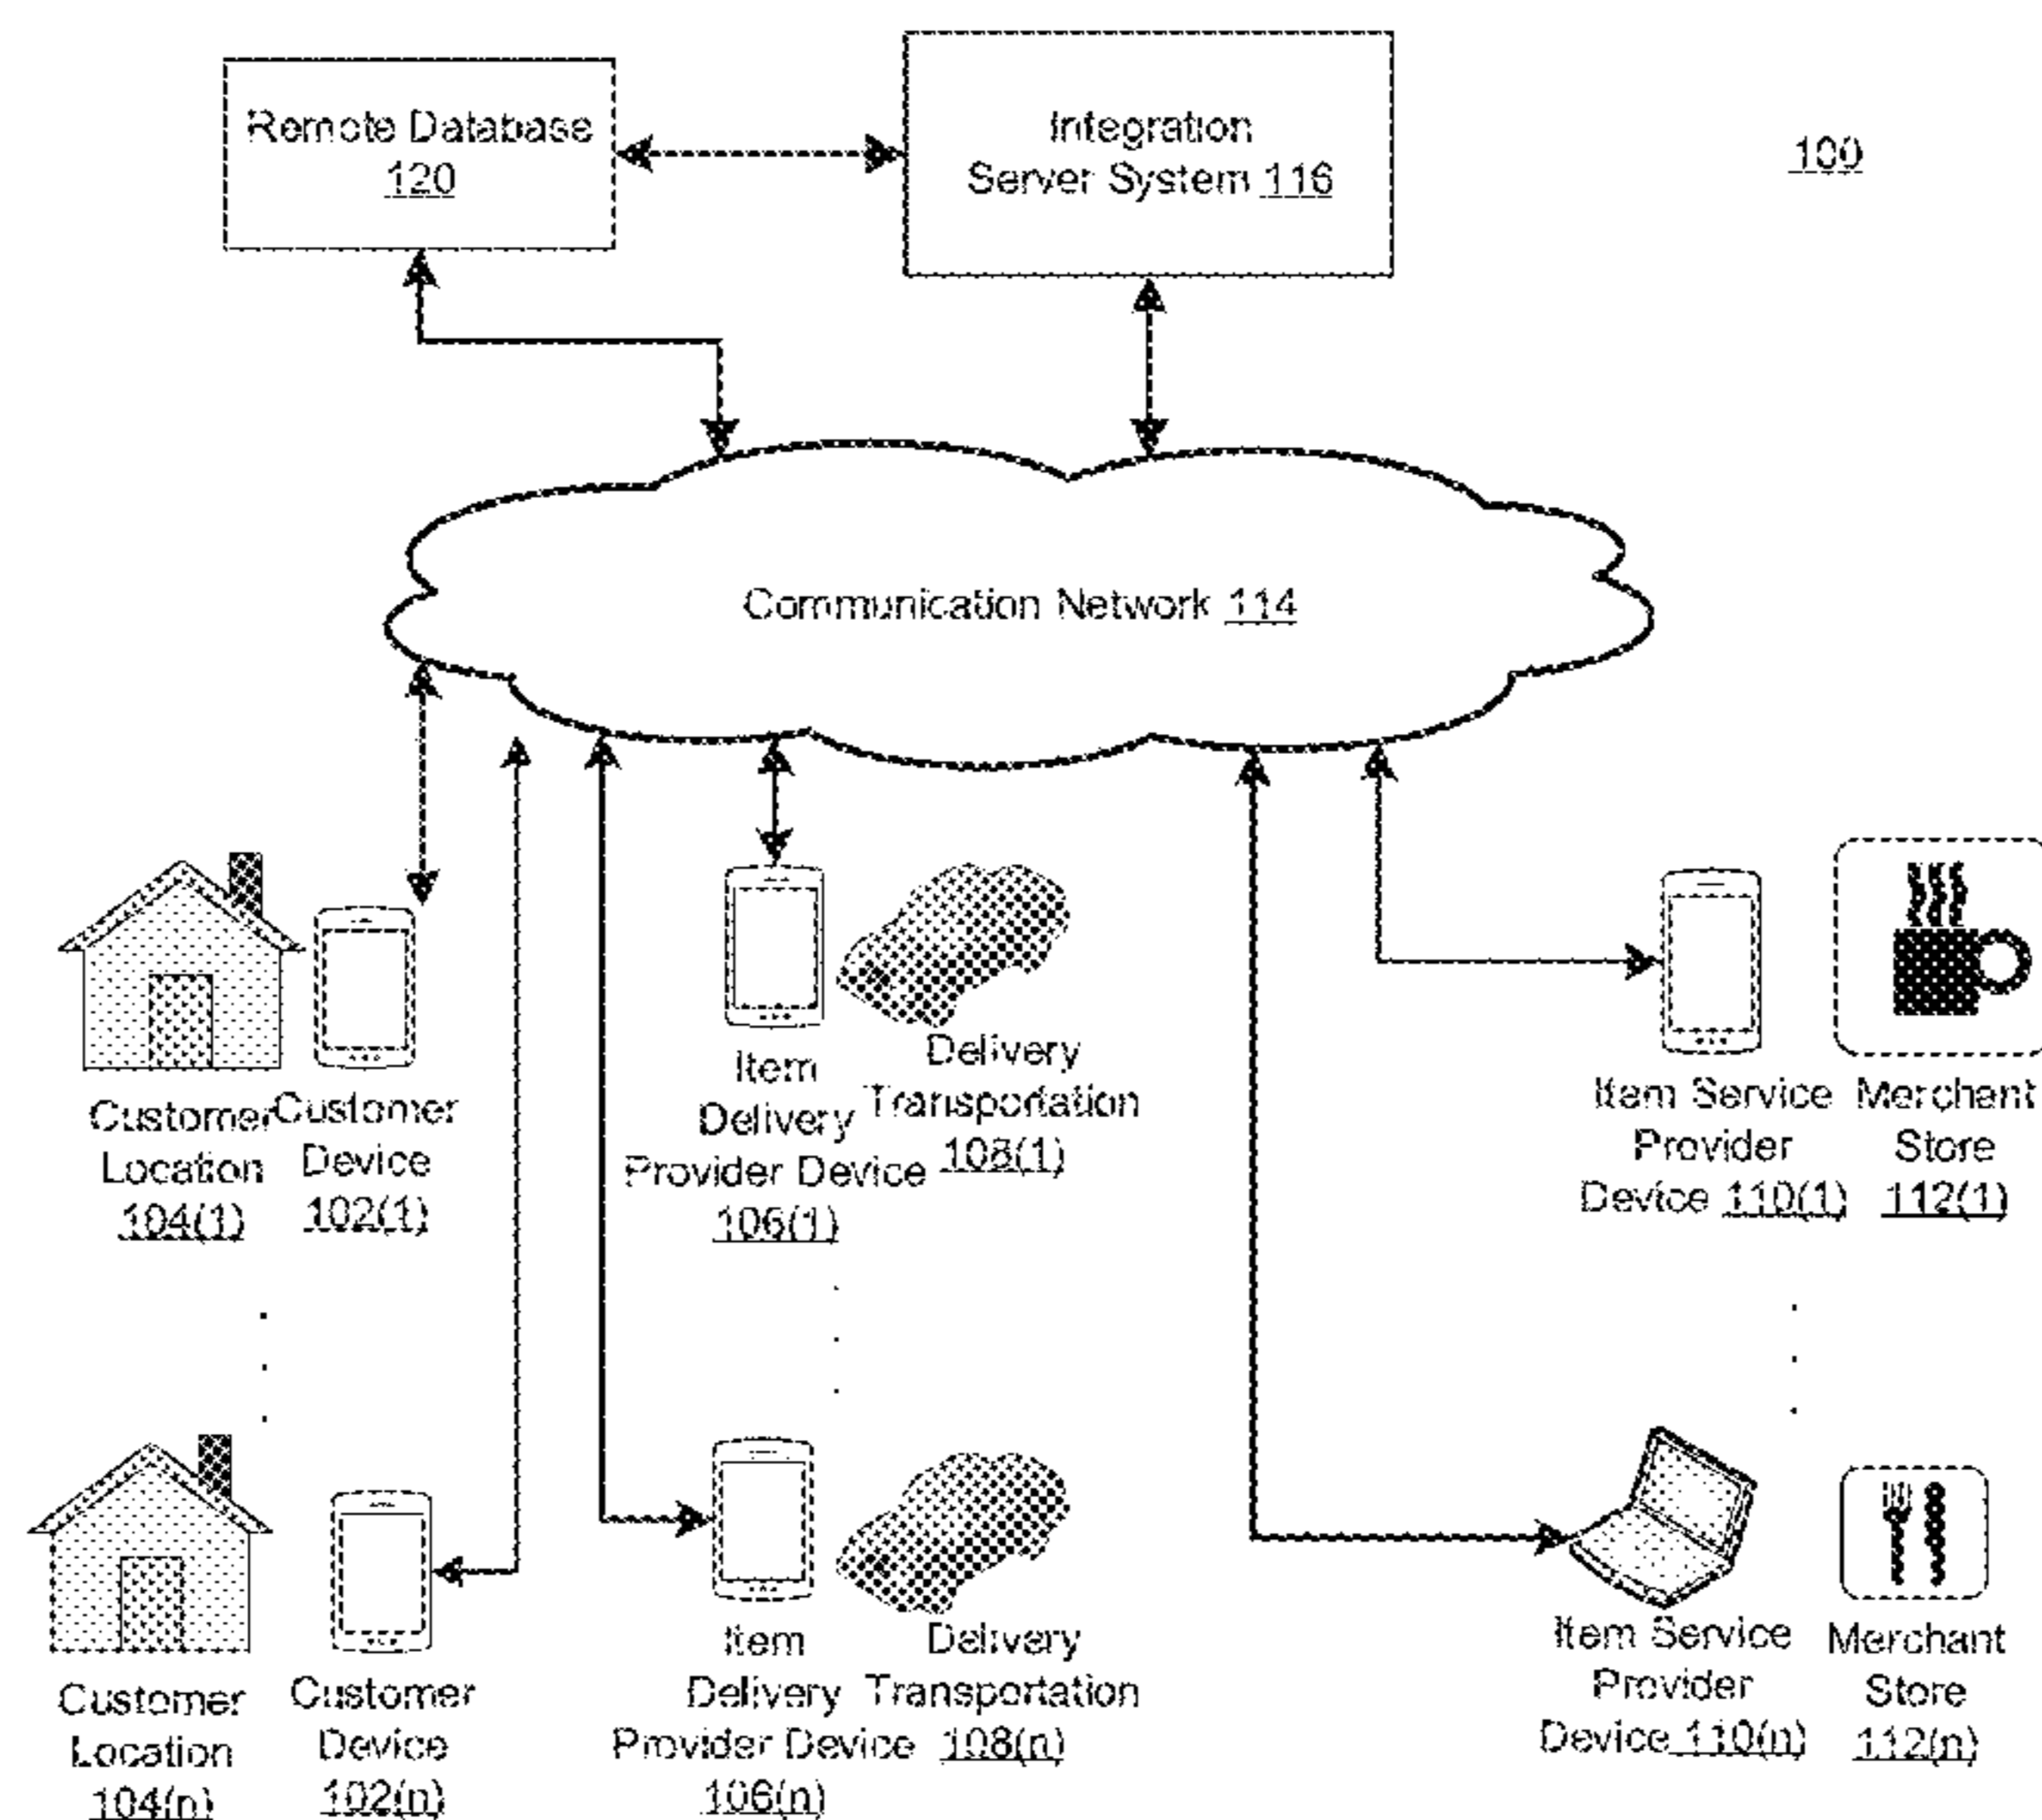 Remote Database
120
Integration
Server System 116
100
Communication Network 114
Customer
Location
104(1)
Customer
Device
102(1)
Item
Delivery
Provider Device
106(1)
Delivery
Transportation
108(1)
Item Service
Provider
Device 110(1)
Merchant
Store
112(1)
Customer
Location
104(n)
Customer
Device
102(n)
Item
Delivery
Provider Device
106(n)
Delivery
Transportation
108(n)
Item Service
Provider
Device 110(n)
Merchant
Store
112(n)